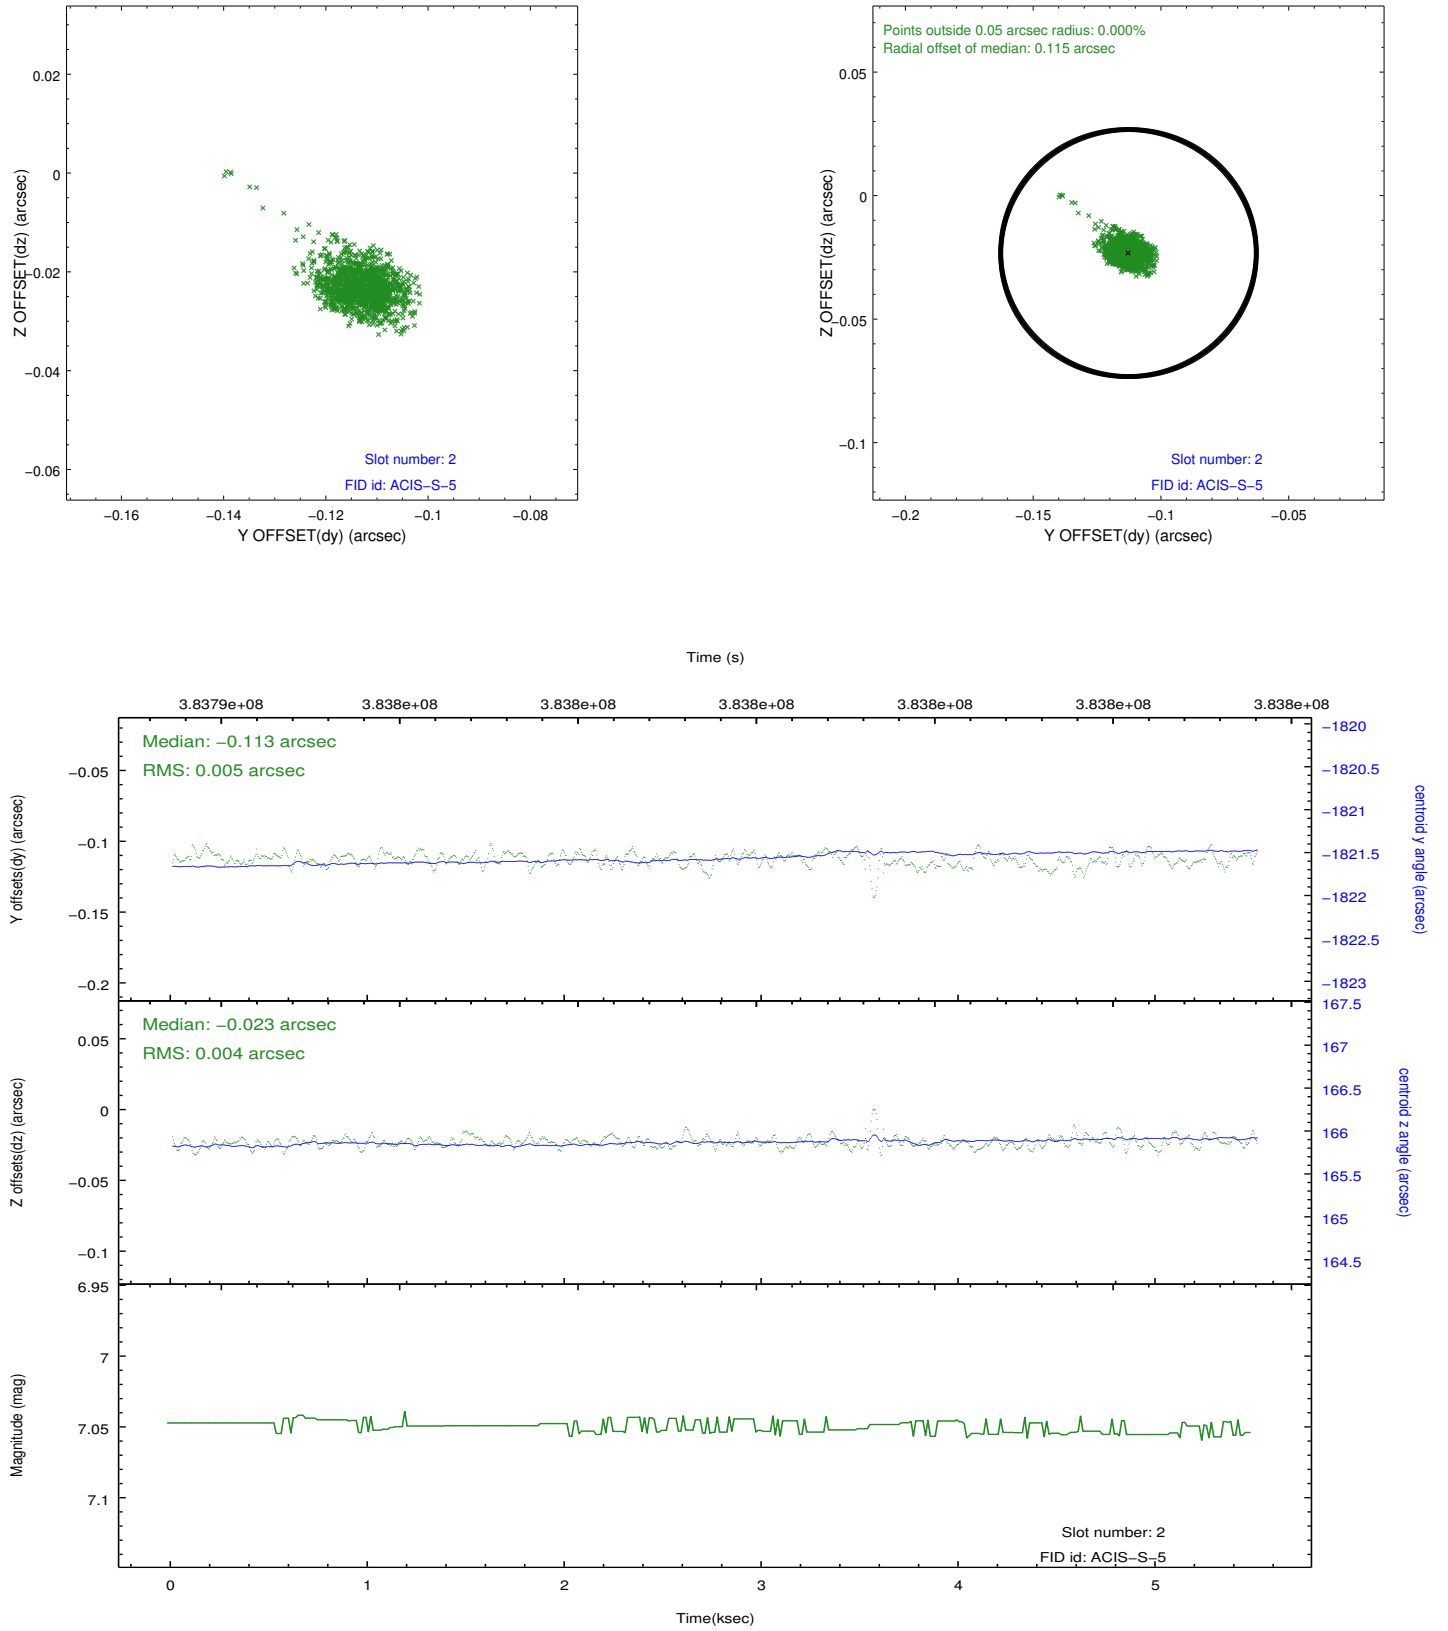 0.02
0
−0.02
−0.04
−0.06
Z OFFSET(dz) (arcsec)
Slot number: 2
FID id: ACIS−S−5
−0.16 −0.14 −0.12 −0.1 −0.08
Y OFFSET(dy) (arcsec)
Points outside 0.05 arcsec radius: 0.000%
Radial offset of median: 0.115 arcsec
0.05
0
−0.05
−0.1
Z OFFSET(dz) (arcsec)
Slot number: 2
FID id: ACIS−S−5
−0.2 −0.15 −0.1 −0.05
Y OFFSET(dy) (arcsec)
Time (s)
3.8379e+08 3.838e+08 3.838e+08 3.838e+08 3.838e+08 3.838e+08 3.838e+08
Median: −0.113 arcsec
RMS: 0.005 arcsec
−0.05
−0.1
−0.15
−0.2
Y offsets(dy) (arcsec)
−1820
−1820.5
−1821
−1821.5
−1822
−1822.5
−1823
centroid y angle (arcsec)
Median: −0.023 arcsec
RMS: 0.004 arcsec
0.05
0
−0.05
−0.1
Z offsets(dz) (arcsec)
167.5
167
166.5
166
165.5
165
164.5
centroid z angle (arcsec)
6.95
7
7.05
7.1
Magnitude (mag)
Slot number: 2
FID id: ACIS−S−5
0 1 2 3 4 5
Time(ksec)